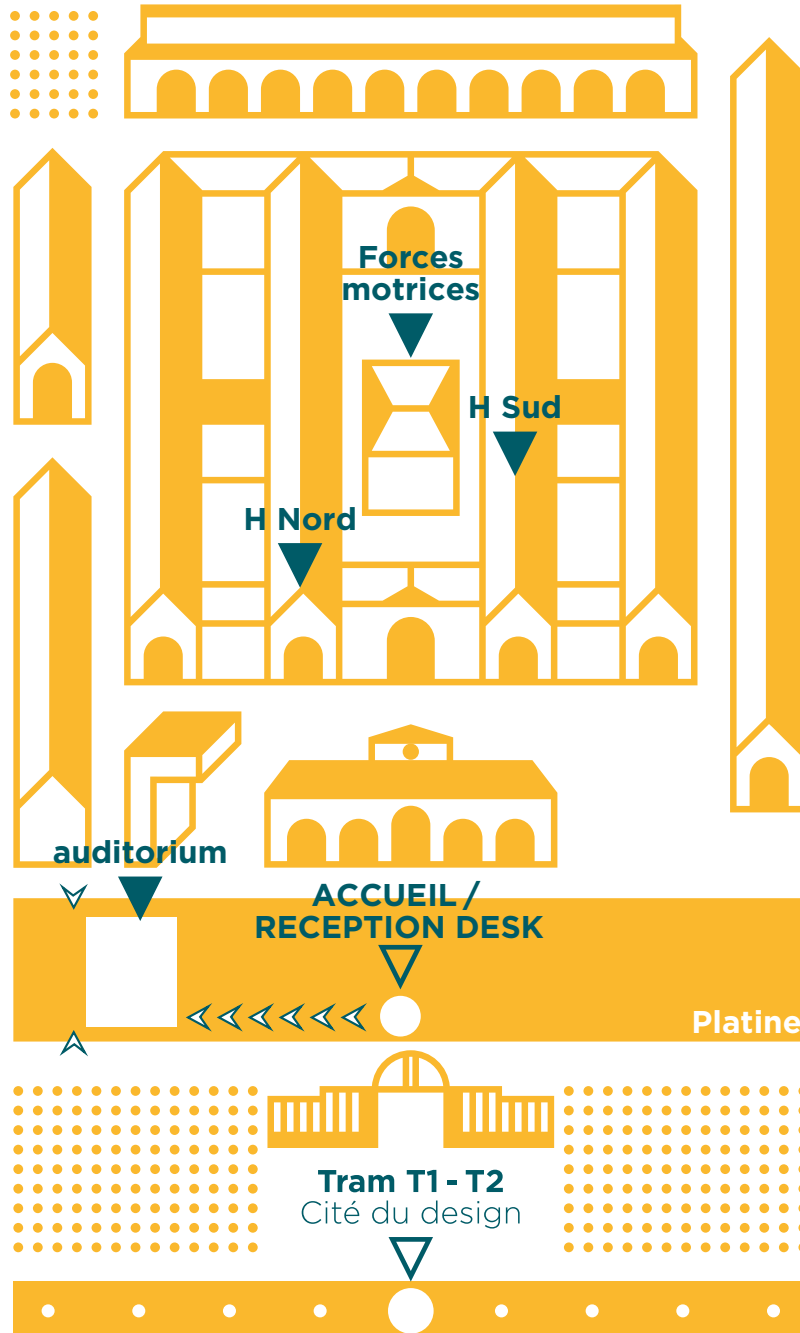 Forces
motrices
H Sud
H Nord
auditorium
ACCUEIL /
RECEPTION DESK
Platine
Tram T1 - T2
Cité du design